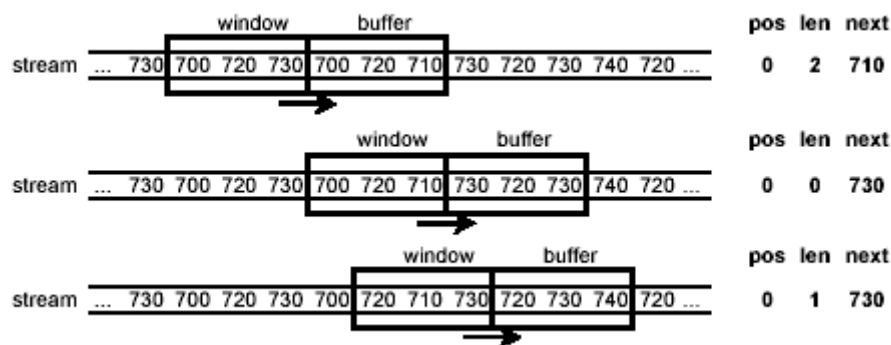 window buffer pos len next
stream ... 730 700 720 730 700 720 710 730 720 730 740 720 ... 0 2 710
window buffer pos len next
stream ... 730 700 720 730 700 720 710 730 720 730 740 720 ... 0 0 730
window buffer pos len next
stream ... 730 700 720 730 700 720 710 730 720 730 740 720 ... 0 1 730